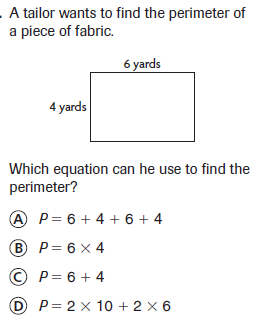 . A tailor wants to find the perimeter of
a piece of fabric.
6 yards
4 yards
Which equation can he use to find the
perimeter?
Ⓐ P = 6 + 4 + 6 + 4
Ⓑ P = 6 × 4
Ⓒ P = 6 + 4
Ⓓ P = 2 × 10 + 2 × 6